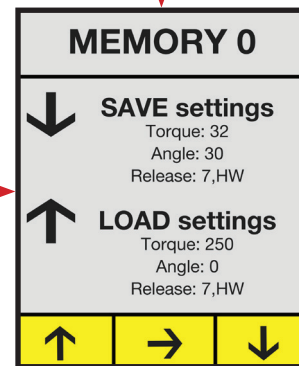 MEMORY 0
SAVE settings
Torque: 32
Angle: 30
Release: 7,HW
LOAD settings
Torque: 250
Angle: 0
Release: 7,HW